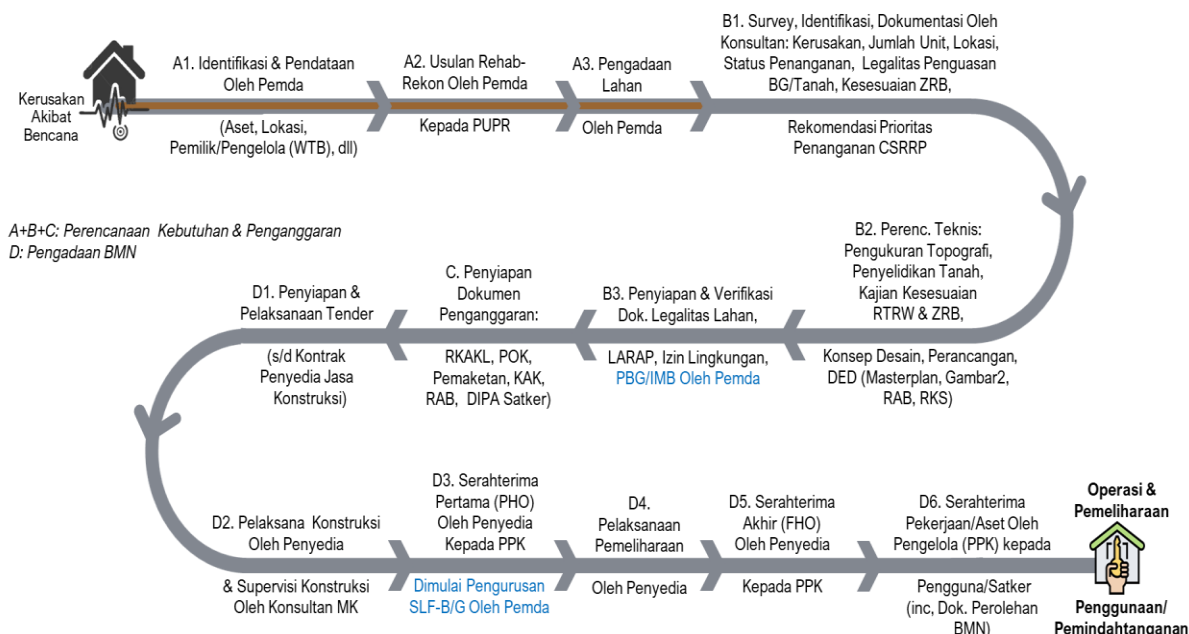 Kerusakan
Akibat
Bencana
A1. Identifikasi & Pendataan
Oleh Pemda
(Aset, Lokasi,
Pemilik/Pengelola (WTB), dll)
A2. Usulan Rehab-
Rekon Oleh Pemda
Kepada PUPR
A3. Pengadaan
Lahan
Oleh Pemda
B1. Survey, Identifikasi, Dokumentasi Oleh
Konsultan: Kerusakan, Jumlah Unit, Lokasi,
Status Penanganan, Legalitas Penguasan
BG/Tanah, Kesesuaian ZRB,
Rekomendasi Prioritas
Penanganan CSRRP
A+B+C: Perencanaan Kebutuhan & Penganggaran
D: Pengadaan BMN
B2. Perenc. Teknis:
Pengukuran Topografi,
Penyelidikan Tanah,
Kajian Kesesuaian
RTRW & ZRB,
Konsep Desain, Perancangan,
DED (Masterplan, Gambar2,
RAB, RKS)
B3. Penyiapan & Verifikasi
Dok. Legalitas Lahan,
LARAP, Izin Lingkungan,
PBG/IMB Oleh Pemda
C. Penyiapan
Dokumen
Penganggaran:
RKAKL, POK,
Pemaketan, KAK,
RAB, DIPA Satker)
D1. Penyiapan &
Pelaksanaan Tender
(s/d Kontrak
Penyedia Jasa
Konstruksi)
D2. Pelaksana Konstruksi
Oleh Penyedia
& Supervisi Konstruksi
Oleh Konsultan MK
D3. Serahterima
Pertama (PHO)
Oleh Penyedia
Kepada PPK
Dimulai Pengurusan
SLF-B/G Oleh Pemda
D4.
Pelaksanaan
Pemeliharaan
Oleh Penyedia
D5. Serahterima
Akhir (FHO)
Oleh Penyedia
Kepada PPK
D6. Serahterima
Pekerjaan/Aset Oleh
Pengelola (PPK) kepada
Pengguna/Satker
(inc, Dok. Perolehan
BMN)
Operasi &
Pemeliharaan
Penggunaan/
Pemindahtanganan